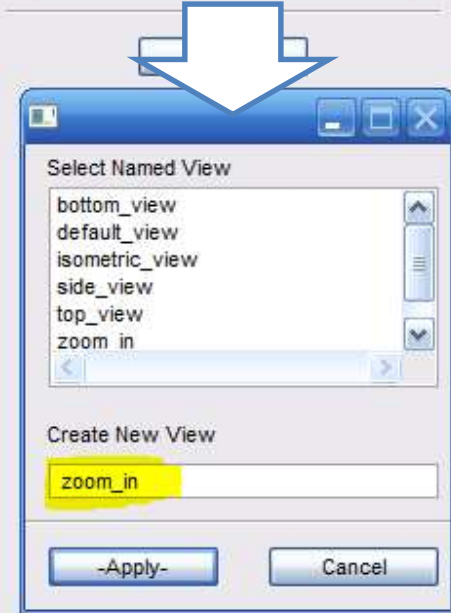 Select Named View
bottom_view
default_view
isometric_view
side_view
top_view
zoom_in
Create New View
zoom_in
-Apply- Cancel